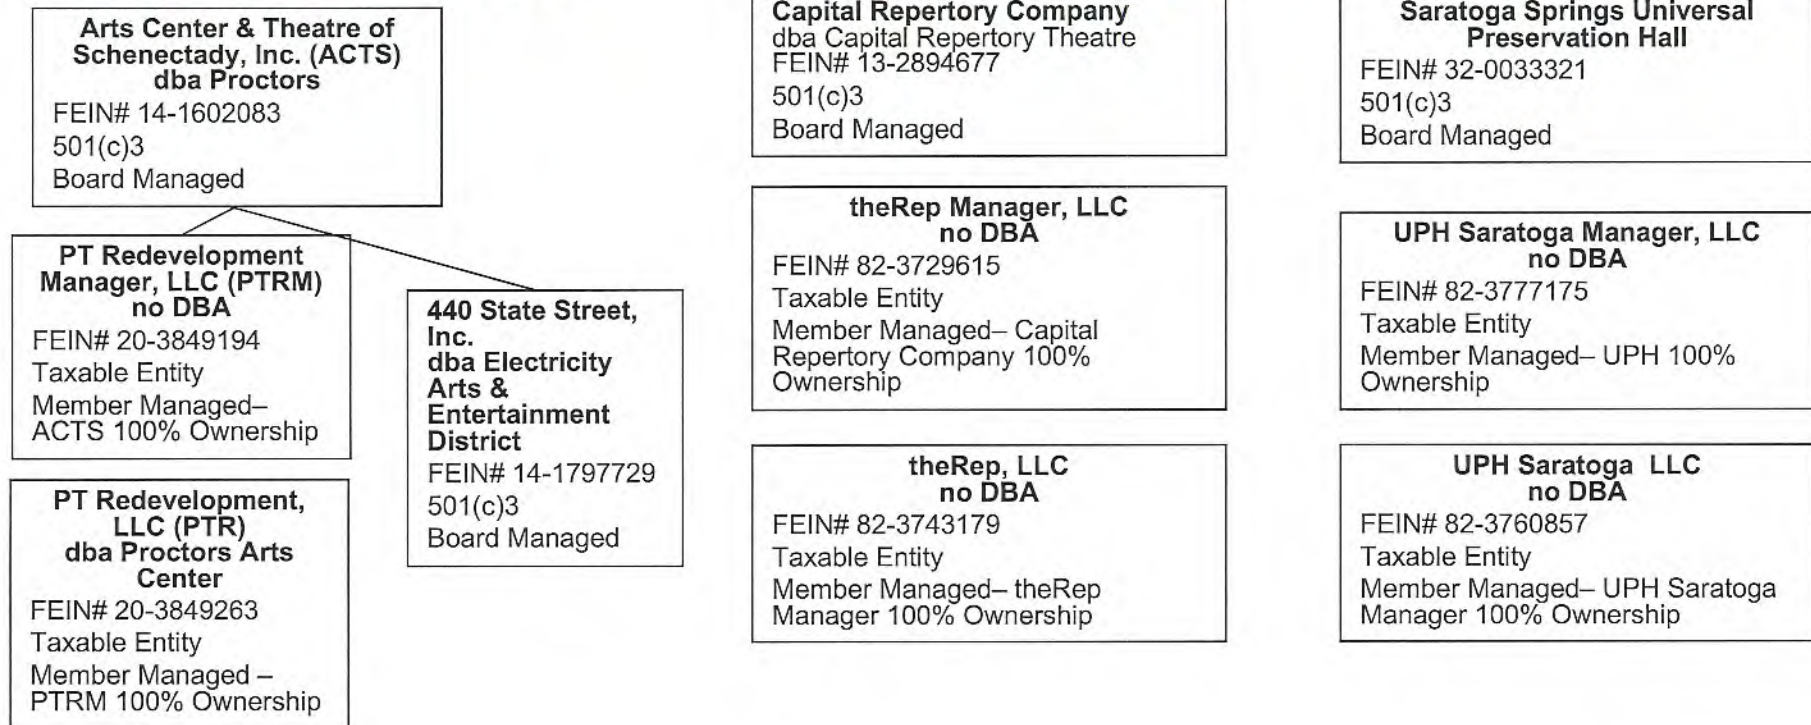 Arts Center & Theatre of
Schenectady, Inc. (ACTS)
dba Proctors
FEIN# 14-1602083
501(c)3
Board Managed
PT Redevelopment
Manager, LLC (PTRM)
no DBA
FEIN# 20-3849194
Taxable Entity
Member Managed–
ACTS 100% Ownership
PT Redevelopment,
LLC (PTR)
dba Proctors Arts
Center
FEIN# 20-3849263
Taxable Entity
Member Managed –
PTRM 100% Ownership
440 State Street,
Inc.
dba Electricity
Arts &
Entertainment
District
FEIN# 14-1797729
501(c)3
Board Managed
Capital Repertory Company
dba Capital Repertory Theatre
FEIN# 13-2894677
501(c)3
Board Managed
theRep Manager, LLC
no DBA
FEIN# 82-3729615
Taxable Entity
Member Managed– Capital
Repertory Company 100%
Ownership
theRep, LLC
no DBA
FEIN# 82-3743179
Taxable Entity
Member Managed– theRep
Manager 100% Ownership
Saratoga Springs Universal
Preservation Hall
FEIN# 32-0033321
501(c)3
Board Managed
UPH Saratoga Manager, LLC
no DBA
FEIN# 82-3777175
Taxable Entity
Member Managed– UPH 100%
Ownership
UPH Saratoga  LLC
no DBA
FEIN# 82-3760857
Taxable Entity
Member Managed– UPH Saratoga
Manager 100% Ownership